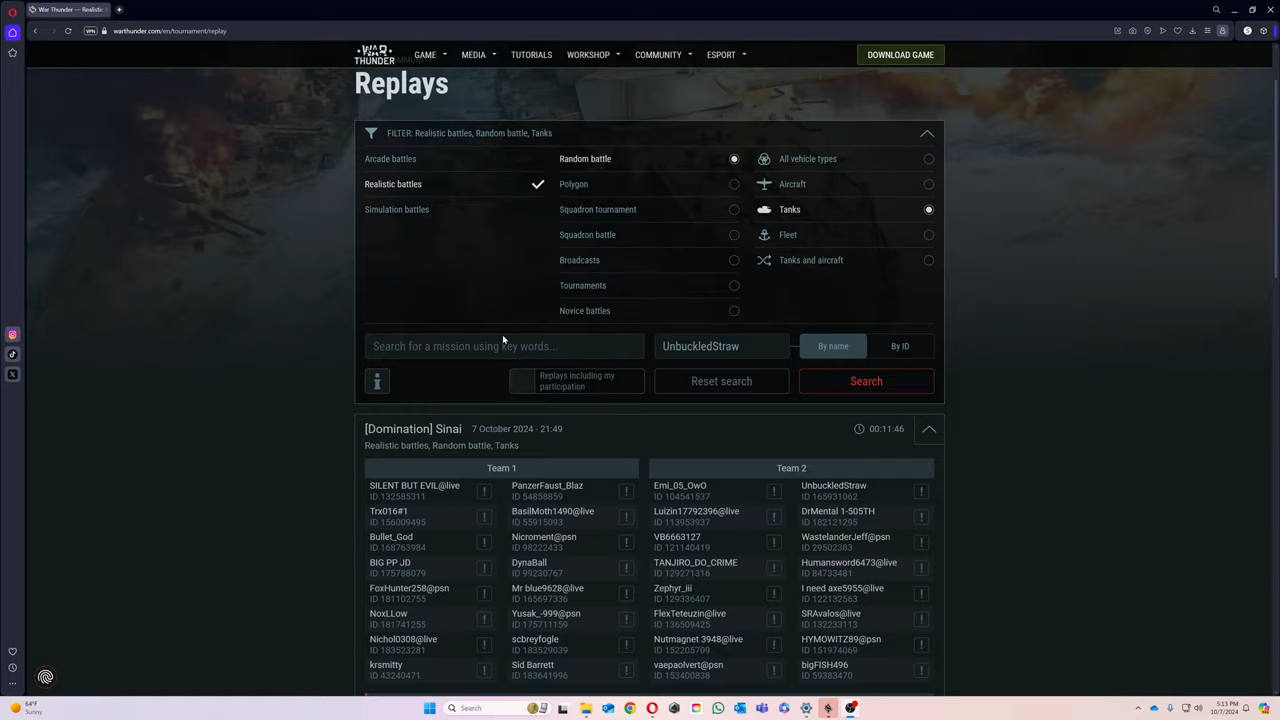 War Thunder — Realistic
warthunder.com/en/tournament/replay
VPN
WAR THUNDER
GAME
MEDIA
TUTORIALS
WORKSHOP
COMMUNITY
ESPORT
DOWNLOAD GAME
Replays
FILTER: Realistic battles, Random battle, Tanks
Arcade battles
Realistic battles
Simulation battles
Random battle
Polygon
Squadron tournament
Squadron battle
Broadcasts
Tournaments
Novice battles
All vehicle types
Aircraft
Tanks
Fleet
Tanks and aircraft
Search for a mission using key words...
UnbuckledStraw
By name
By ID
Replays including my
participation
Reset search
Search
[Domination] Sinai 7 October 2024 - 21:49
00:11:46
Realistic battles, Random battle, Tanks
Team 1
SILENT BUT EVIL@live
ID 132585311
PanzerFaust_Blaz
ID 54858859
Trx016#1
ID 156009495
BasilMoth1490@live
ID 55915093
Bullet_God
ID 168763984
Nicroment@psn
ID 98222433
BIG PP JD
ID 175788079
DynaBall
ID 99230767
FoxHunter258@psn
ID 181102755
Mr blue9628@live
ID 165697336
NoxLLow
ID 181741255
Yusak_-999@psn
ID 175711159
Nichol0308@live
ID 183523281
scbreyfogle
ID 183529030
krsmitty
ID 43240471
Sid Barrett
ID 183641996
Team 2
Emi_05_OwO
ID 104541537
UnbuckledStraw
ID 165931062
Luizin17792396@live
ID 113953937
DrMental 1-505TH
ID 182121295
VB6663127
ID 121140419
WastelanderJeff@psn
ID 29502383
TANJIRO_DO_CRIME
ID 129271316
Humansword6473@live
ID 84733481
Zephyr_iii
ID 129336407
I need axe5955@live
ID 122132563
FlexTeteuzin@live
ID 136509425
SRAvalos@live
ID 132233113
Nutmagnet 3948@live
ID 152205709
HYMOWITZ89@psn
ID 151974069
vaepaolvert@psn
ID 153400838
bigFISH496
ID 59383470
64°F
Sunny
Search
5:13 PM
10/7/2024